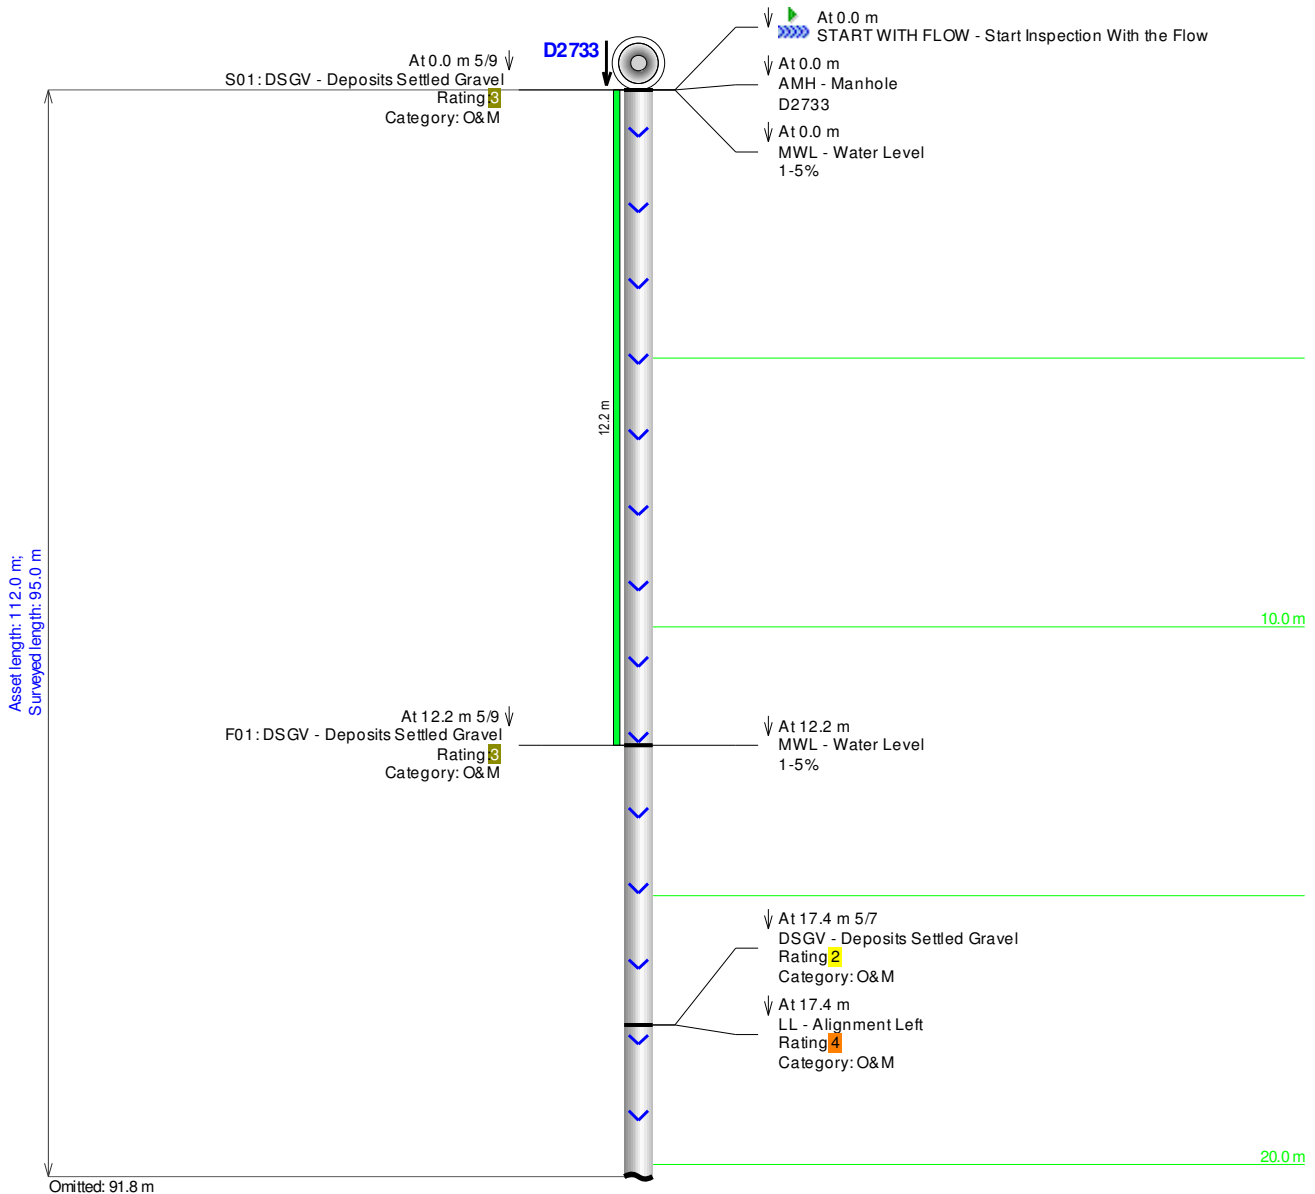 D2733
At 0.0 m
START WITH FLOW - Start Inspection With the Flow
At 0.0 m
AMH - Manhole
D2733
At 0.0 m
MWL - Water Level
1-5%
At 0.0 m 5/9
S01: DSGV - Deposits Settled Gravel
Rating: 3
Category: O&M
12.2 m
Asset length: 112.0 m;
Surveyed length: 95.0 m
10.0 m
At 12.2 m 5/9
F01: DSGV - Deposits Settled Gravel
Rating: 3
Category: O&M
At 12.2 m
MWL - Water Level
1-5%
At 17.4 m 5/7
DSGV - Deposits Settled Gravel
Rating: 2
Category: O&M
At 17.4 m
LL - Alignment Left
Rating: 4
Category: O&M
20.0 m
Omitted: 91.8 m